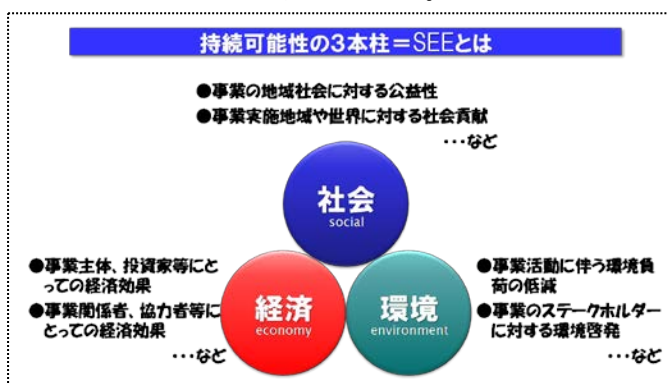 持続可能性の3本柱=SEEとは
●事業の地域社会に対する公益性
●事業実施地域や世界に対する社会貢献
・・・など
社会
social
●事業主体、投資家等にと
っての経済効果
●事業関係者、協力者等に
とっての経済効果
・・・など
経済
economy
環境
environment
●事業活動に伴う環境負
荷の低減
●事業のステークホルダー
に対する環境啓発
・・・など